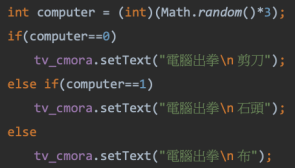 int computer = (int)(Math.random()*3);
if(computer==0)
    tv_cmora.setText("電腦出拳\n 剪刀");
else if(computer==1)
    tv_cmora.setText("電腦出拳\n 石頭");
else
    tv_cmora.setText("電腦出拳\n 布");